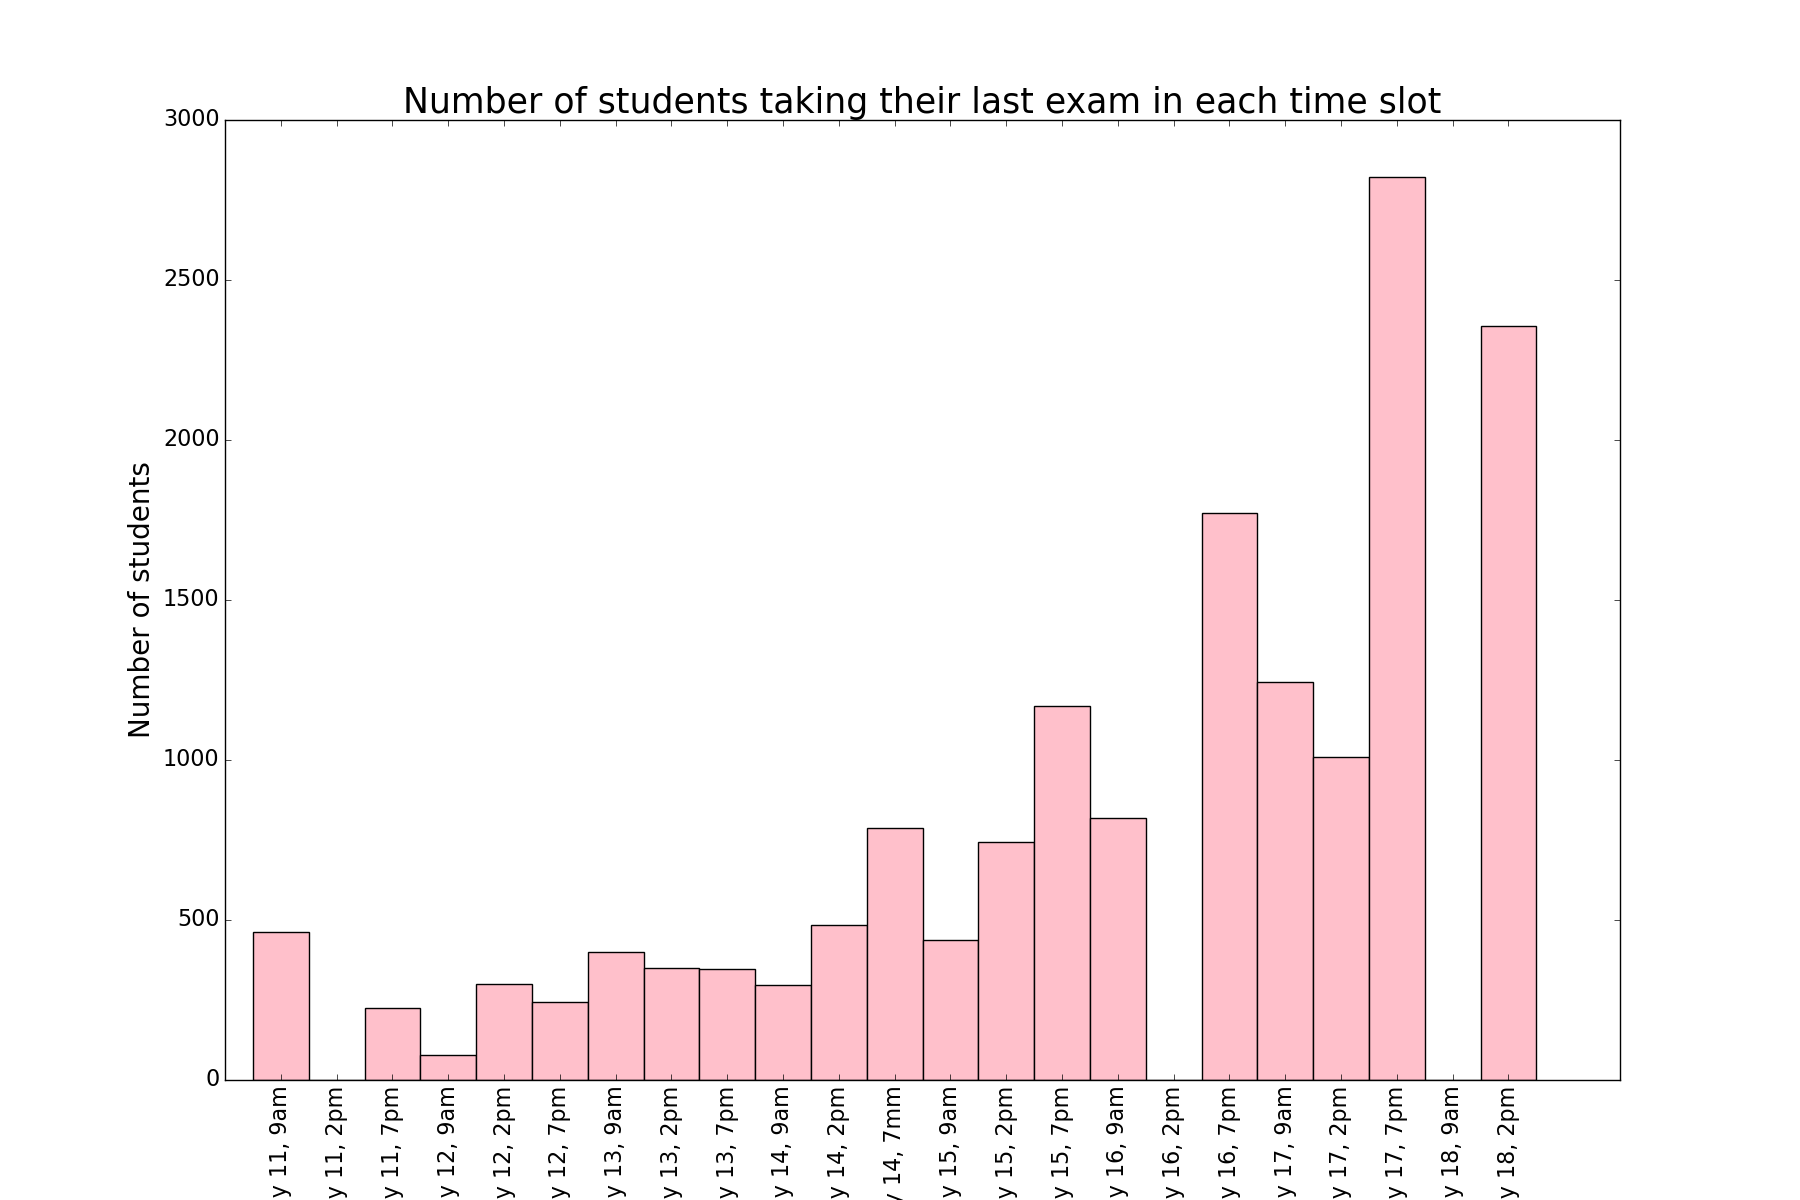 Number of students taking their last exam in each time slot
3000
2500
2000
1500
1000
500
0
Number of students
y 11, 9am
y 11, 2pm
y 11, 7pm
y 12, 9am
y 12, 2pm
y 12, 7pm
y 13, 9am
y 13, 2pm
y 13, 7pm
y 14, 9am
y 14, 2pm
y 14, 7mm
y 15, 9am
y 15, 2pm
y 15, 7pm
y 16, 9am
y 16, 2pm
y 16, 7pm
y 17, 9am
y 17, 2pm
y 17, 7pm
y 18, 9am
y 18, 2pm